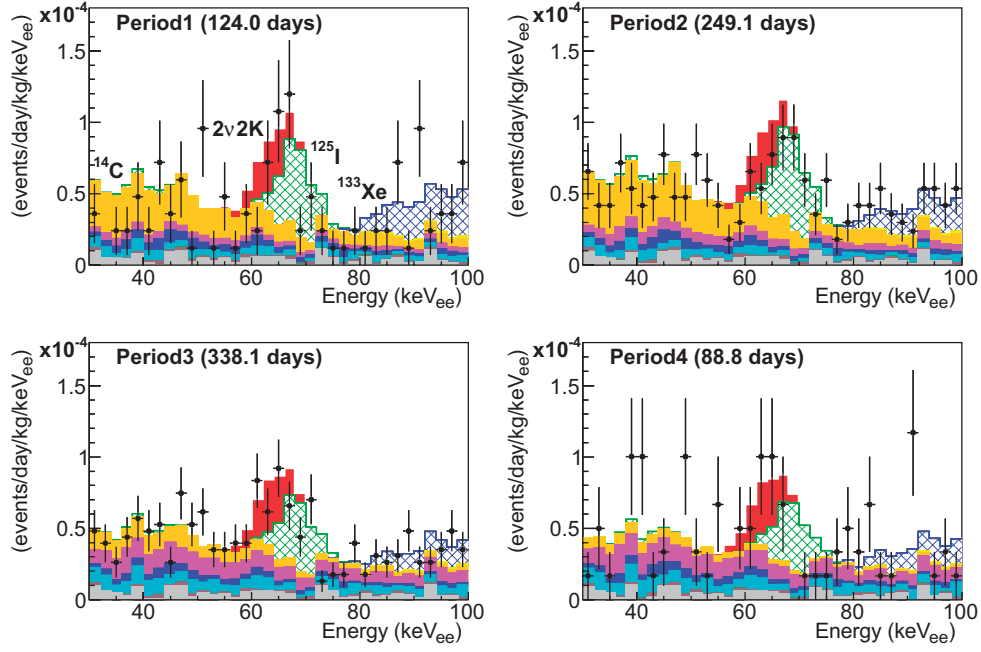 x10⁻⁴
Period1 (124.0 days)
(events/day/kg/keVₑₑ)
1.5
1
0.5
0
2ν2K
¹²⁵I
¹⁴C
¹³³Xe
40 60 80 100
Energy (keVₑₑ)
x10⁻⁴
Period2 (249.1 days)
(events/day/kg/keVₑₑ)
1.5
1
0.5
0
40 60 80 100
Energy (keVₑₑ)
x10⁻⁴
Period3 (338.1 days)
(events/day/kg/keVₑₑ)
1.5
1
0.5
0
40 60 80 100
Energy (keVₑₑ)
x10⁻⁴
Period4 (88.8 days)
(events/day/kg/keVₑₑ)
1.5
1
0.5
0
40 60 80 100
Energy (keVₑₑ)